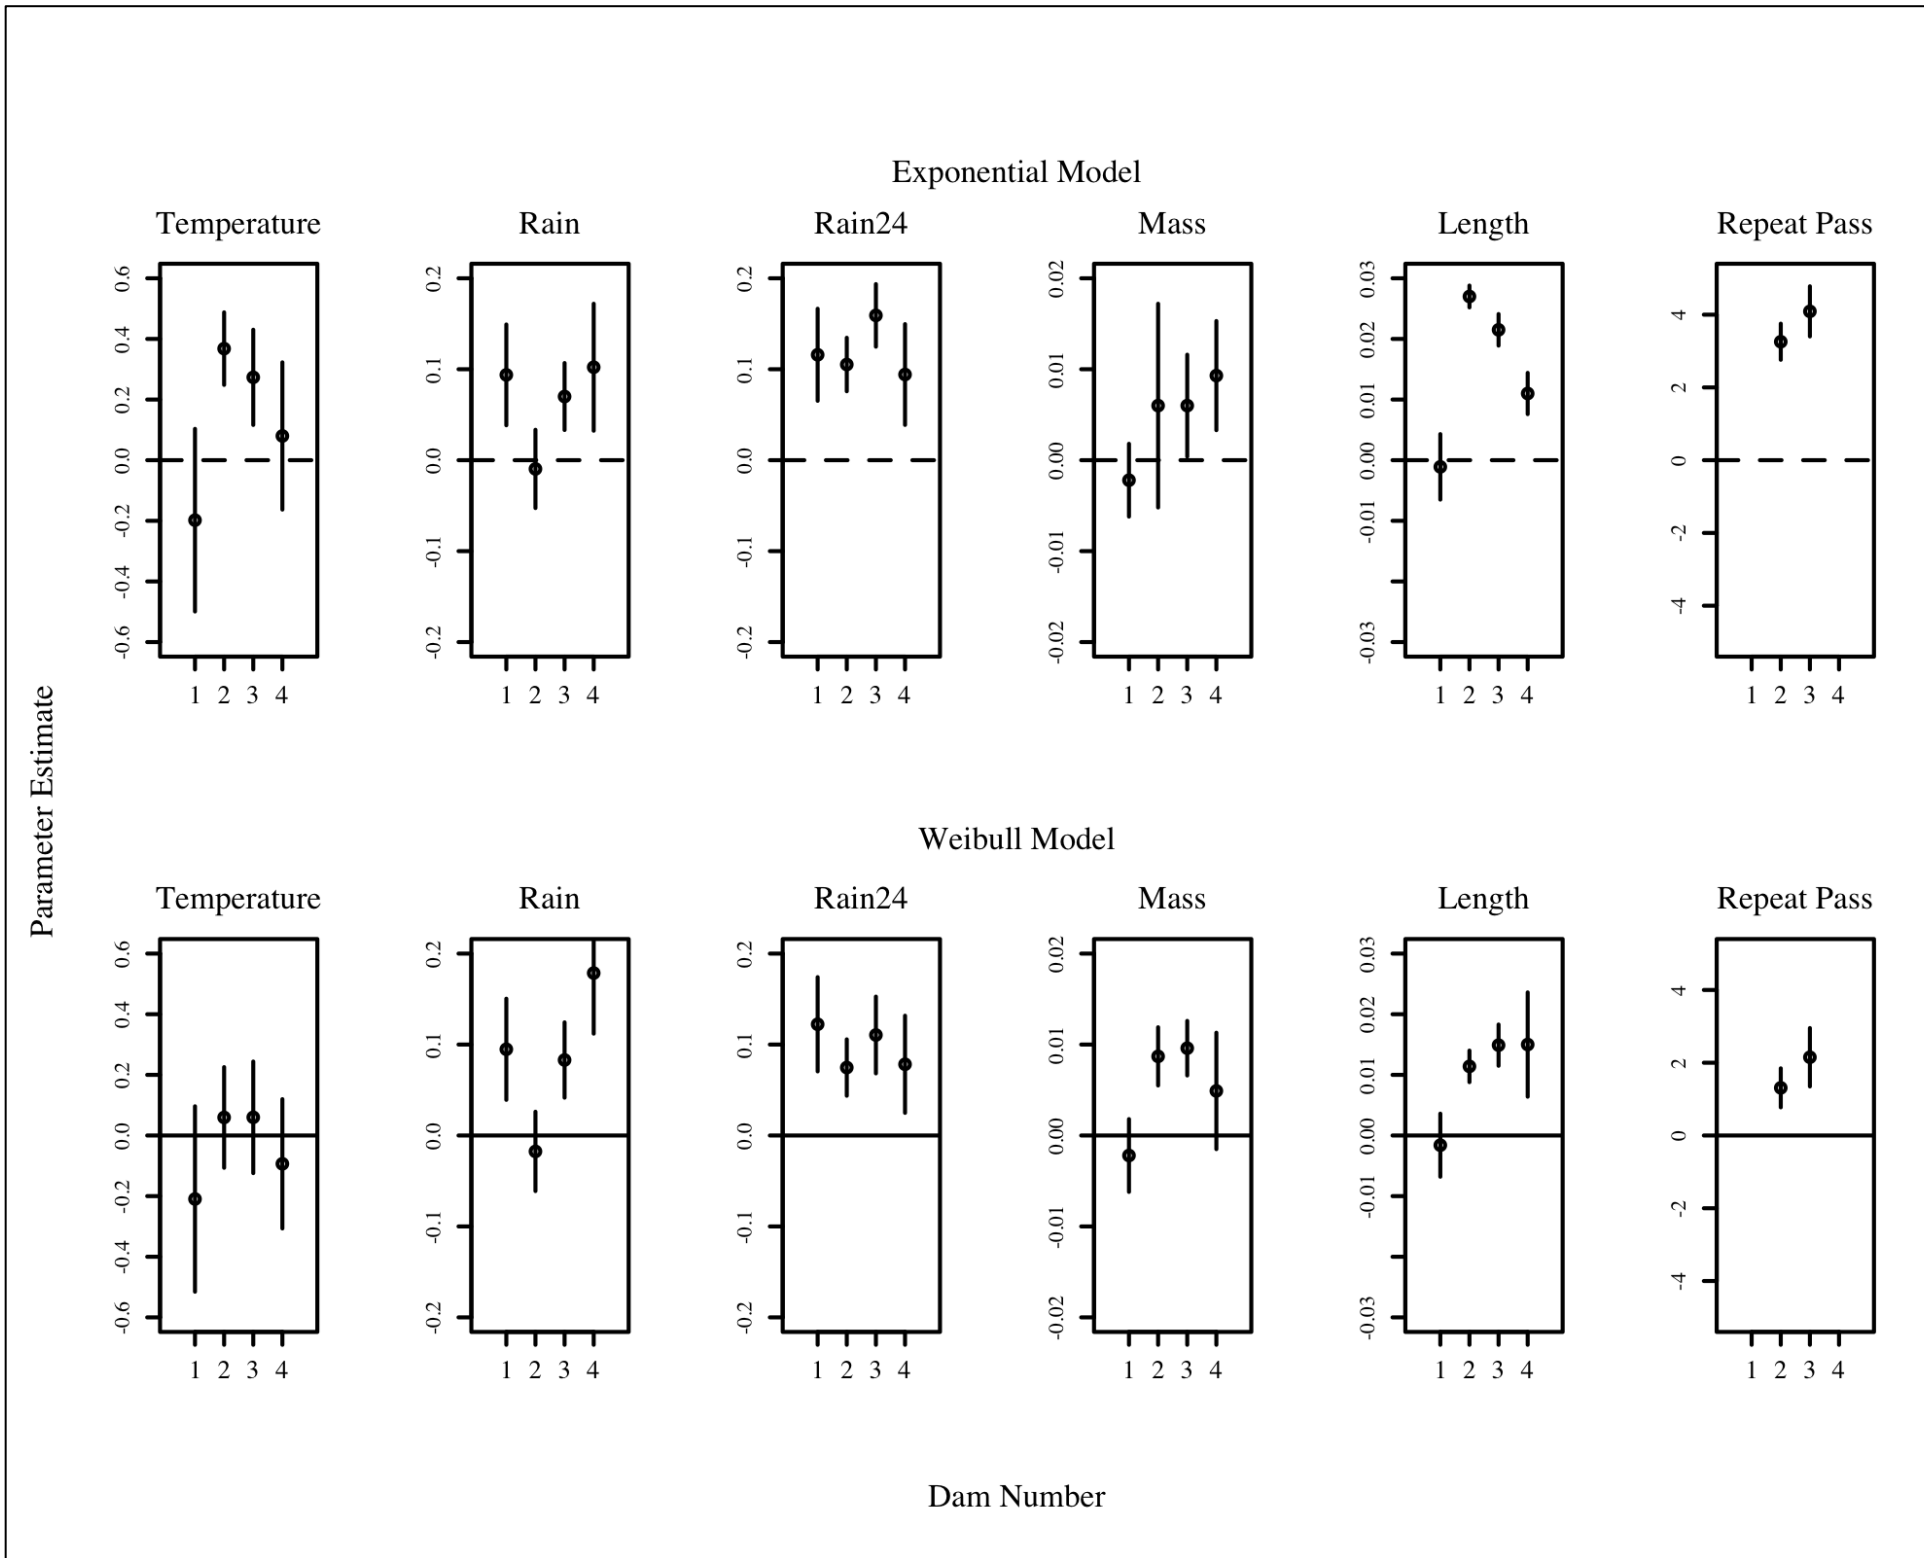 Exponential Model
Temperature Rain Rain24 Mass Length Repeat Pass
0.6 0.4 0.2 0.0 -0.2 -0.4 -0.6
0.2 0.1 0.0 -0.1 -0.2
0.2 0.1 0.0 -0.1 -0.2
0.02 0.01 0.00 -0.01 -0.02
0.03 0.02 0.01 0.00 -0.01 -0.03
4 2 0 -2 -4
1 2 3 4 1 2 3 4 1 2 3 4 1 2 3 4 1 2 3 4 1 2 3 4
Parameter Estimate
Weibull Model
Temperature Rain Rain24 Mass Length Repeat Pass
0.6 0.4 0.2 0.0 -0.2 -0.4 -0.6
0.2 0.1 0.0 -0.1 -0.2
0.2 0.1 0.0 -0.1 -0.2
0.02 0.01 0.00 -0.01 -0.02
0.03 0.02 0.01 0.00 -0.01 -0.03
4 2 0 -2 -4
1 2 3 4 1 2 3 4 1 2 3 4 1 2 3 4 1 2 3 4 1 2 3 4
Dam Number